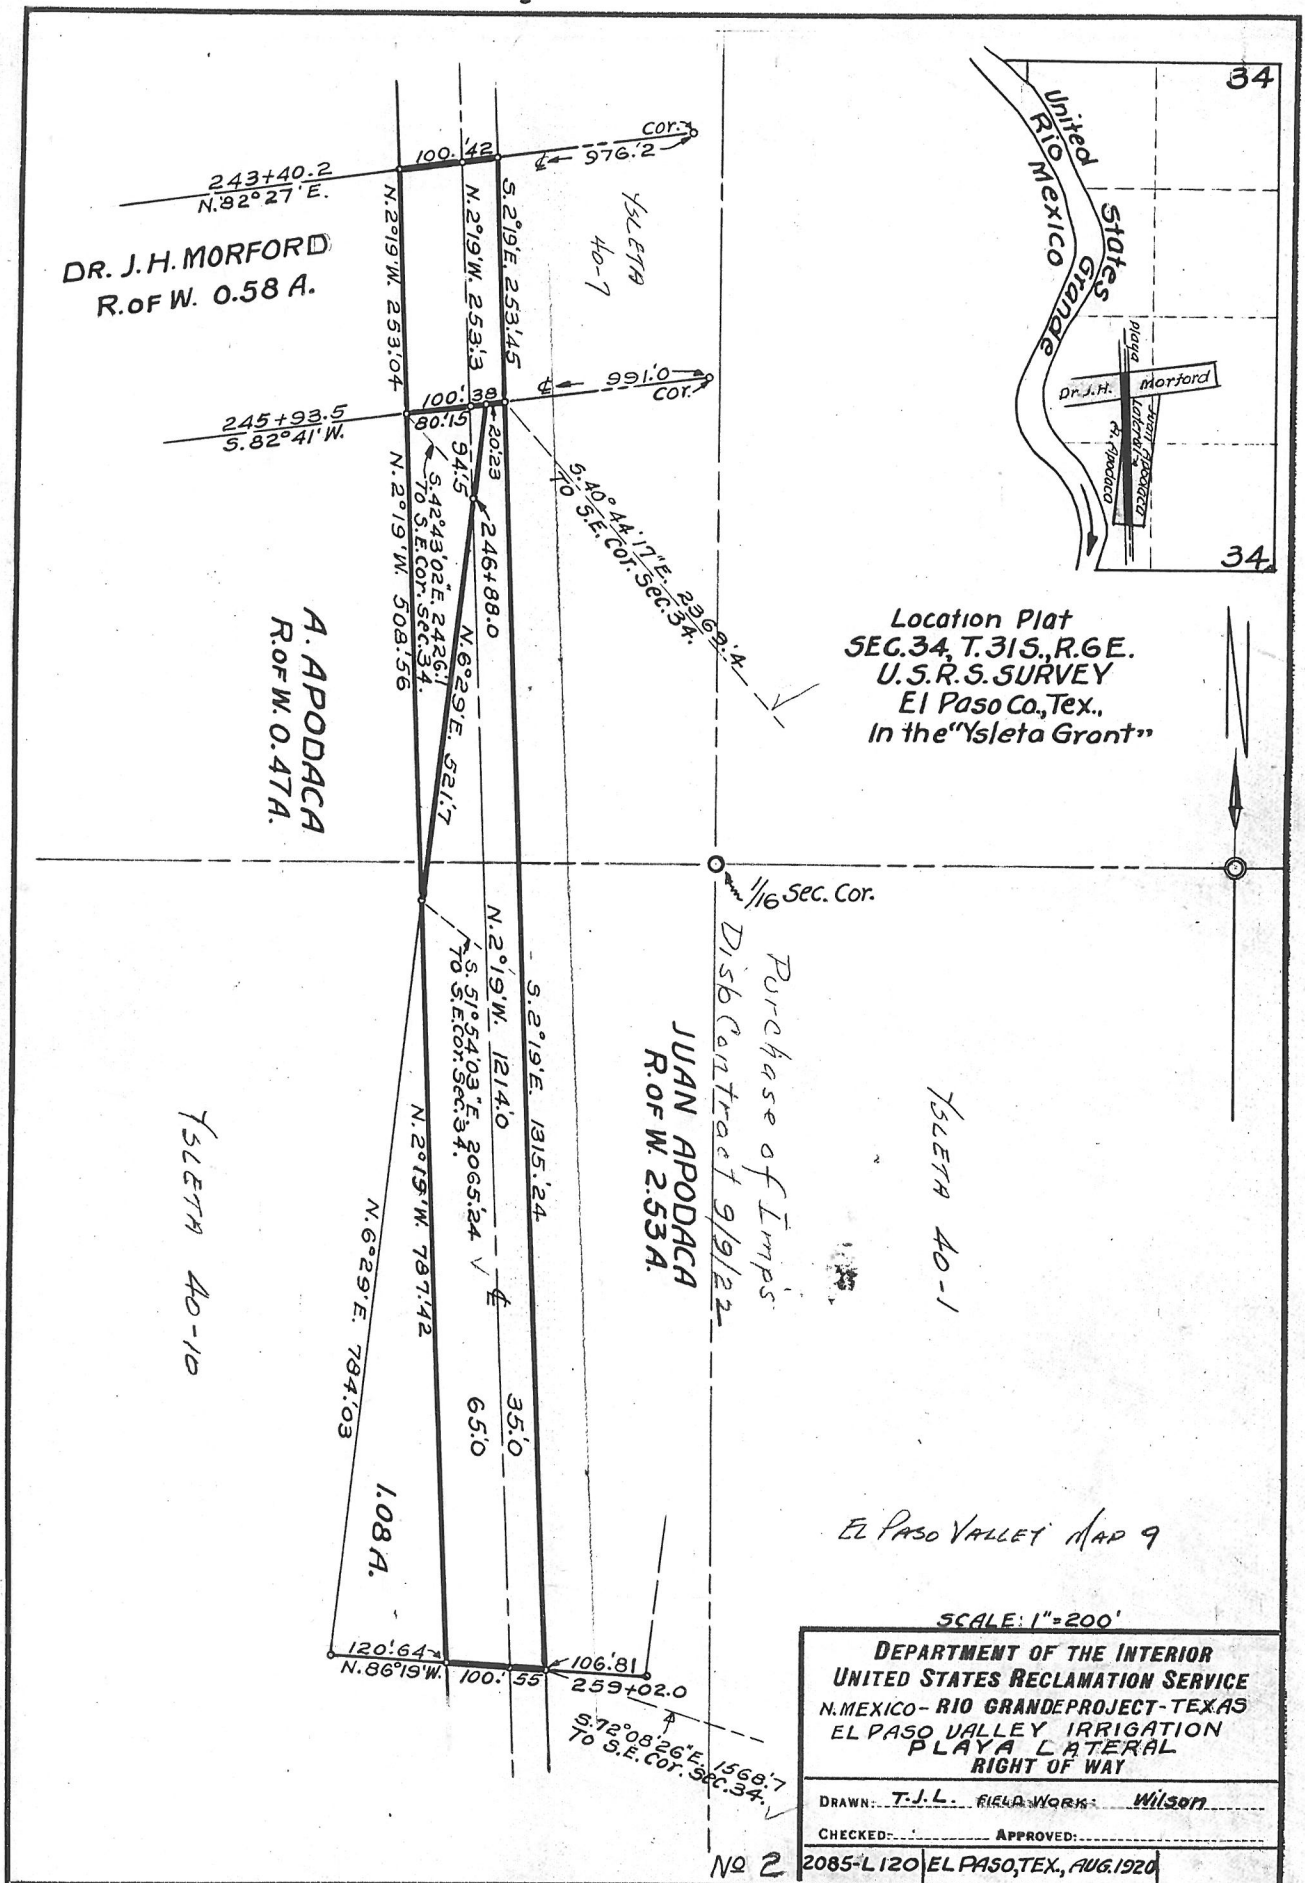 cor.
976.'2
100.'42
¢
243+40.2
N.82°27'E.
DR. J.H. MORFORD
R.OF W. 0.58 A.
N.2°19'W. 253.'04
N.2°19'W. 253.'3
S.2°19'E. 253.'45
YSLETA
40-7
¢
991.'0
cor.
100.'38
80.'15
20.'23
245+93.5
S.82°41'W.
94.'5
246+88.0
S.42°43'02"E. 2426.'1
TO S.E.Cor. Sec.34.
S.40°44'17"E. 2369.'4
TO S.E.Cor. Sec.34.
N.2°19'W. 508.'56
N.6°29'E. 521.'7
A. APODACA
R.OF W. 0.47A.
34
United States
Rio Grande
Mexico
Playa
Lateral
Dr. J.H. Morford
Juan Apodaca
A. Apodaca
34
Location Plat
SEC.34, T.31S.,R.6E.
U.S.R.S. SURVEY
El Paso Co.,Tex.,
In the "Ysleta Grant"
1/16 Sec. Cor.
Purchase of Imp's
Disb Contract 9/9/22
JUAN APODACA
R.OF W. 2.53A.
YSLETA 40-1
S.2°19'E. 1315.'24
N.2°19'W. 1214.'0
S.51°54'03"E. 2065.'24
TO S.E.Cor. Sec.34.
¢
N.2°19'W. 787.'42
N.6°29'E. 784.'03
YSLETA 40-10
35.'0
65.'0
1.08A.
120.'64
N.86°19'W.
100.'55
106.'81
259+02.0
S.72°08'26"E. 1568.'7
TO S.E.Cor. Sec.34.
EL PASO VALLEY MAP 9
SCALE: 1"=200'
DEPARTMENT OF THE INTERIOR
UNITED STATES RECLAMATION SERVICE
N.MEXICO- RIO GRANDE PROJECT-TEXAS
EL PASO VALLEY IRRIGATION
PLAYA LATERAL
RIGHT OF WAY
DRAWN: T.J.L. FIELD WORK: Wilson
CHECKED: APPROVED:
2085-L120 EL PASO,TEX., AUG.1920
No 2